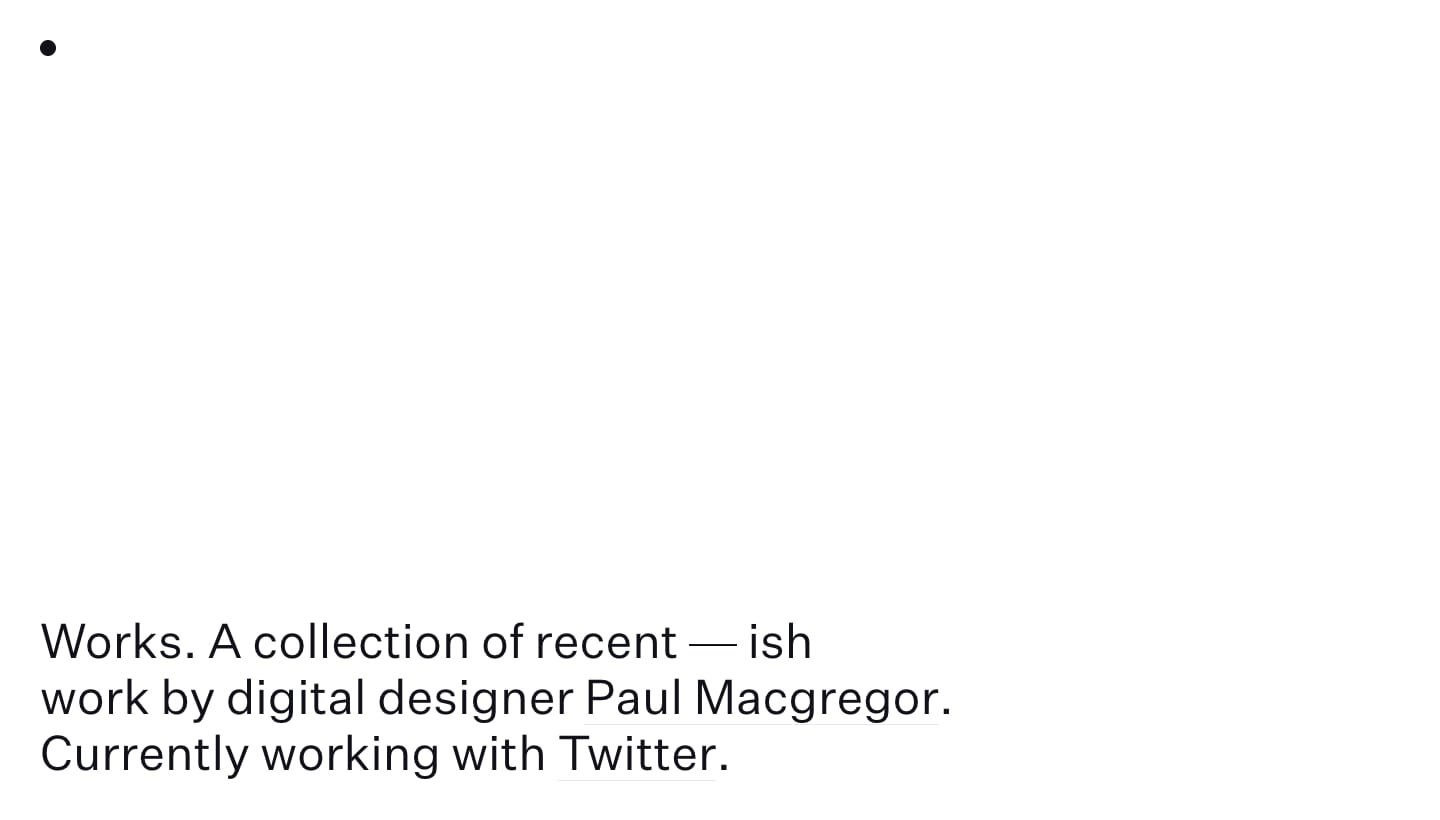 Works. A collection of recent — ish
work by digital designer Paul Macgregor.
Currently working with Twitter.